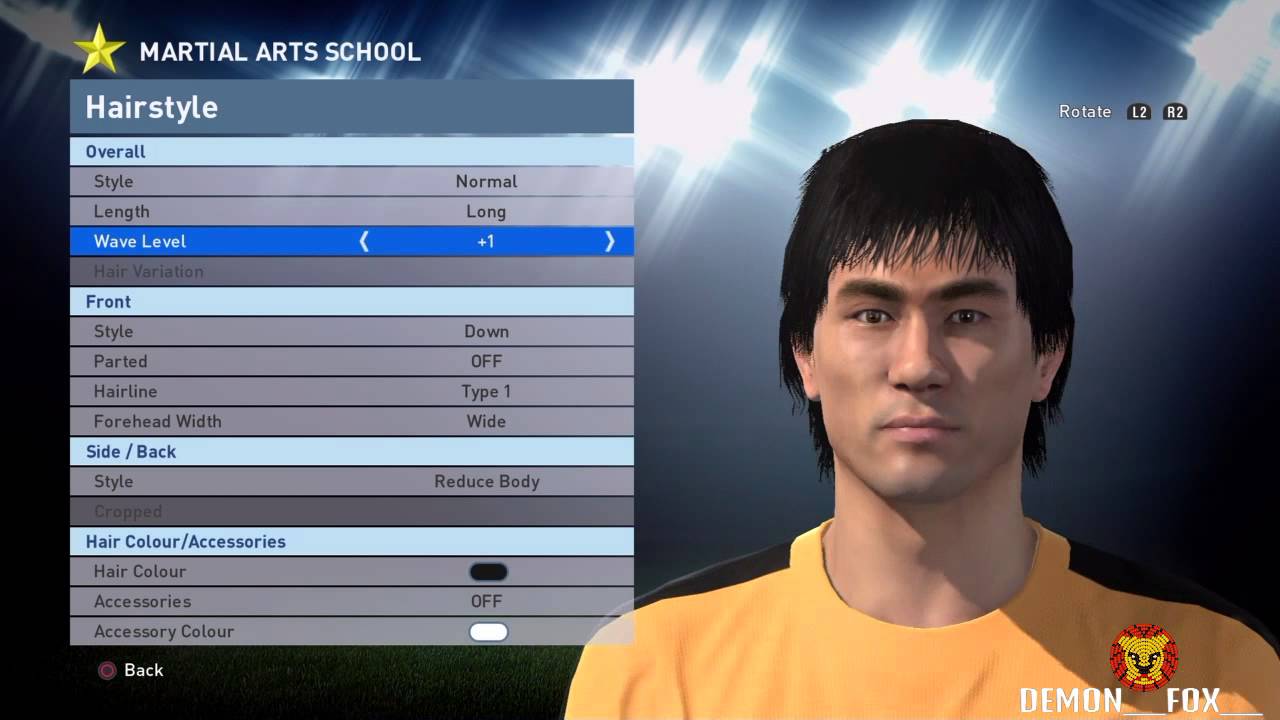 MARTIAL ARTS SCHOOL
Hairstyle
Rotate L2 R2
Overall
Style Normal
Length Long
Wave Level ❬ +1 ❭
Hair Variation
Front
Style Down
Parted OFF
Hairline Type 1
Forehead Width Wide
Side / Back
Style Reduce Body
Cropped
Hair Colour/Accessories
Hair Colour
Accessories OFF
Accessory Colour
Back
DEMON__FOX__